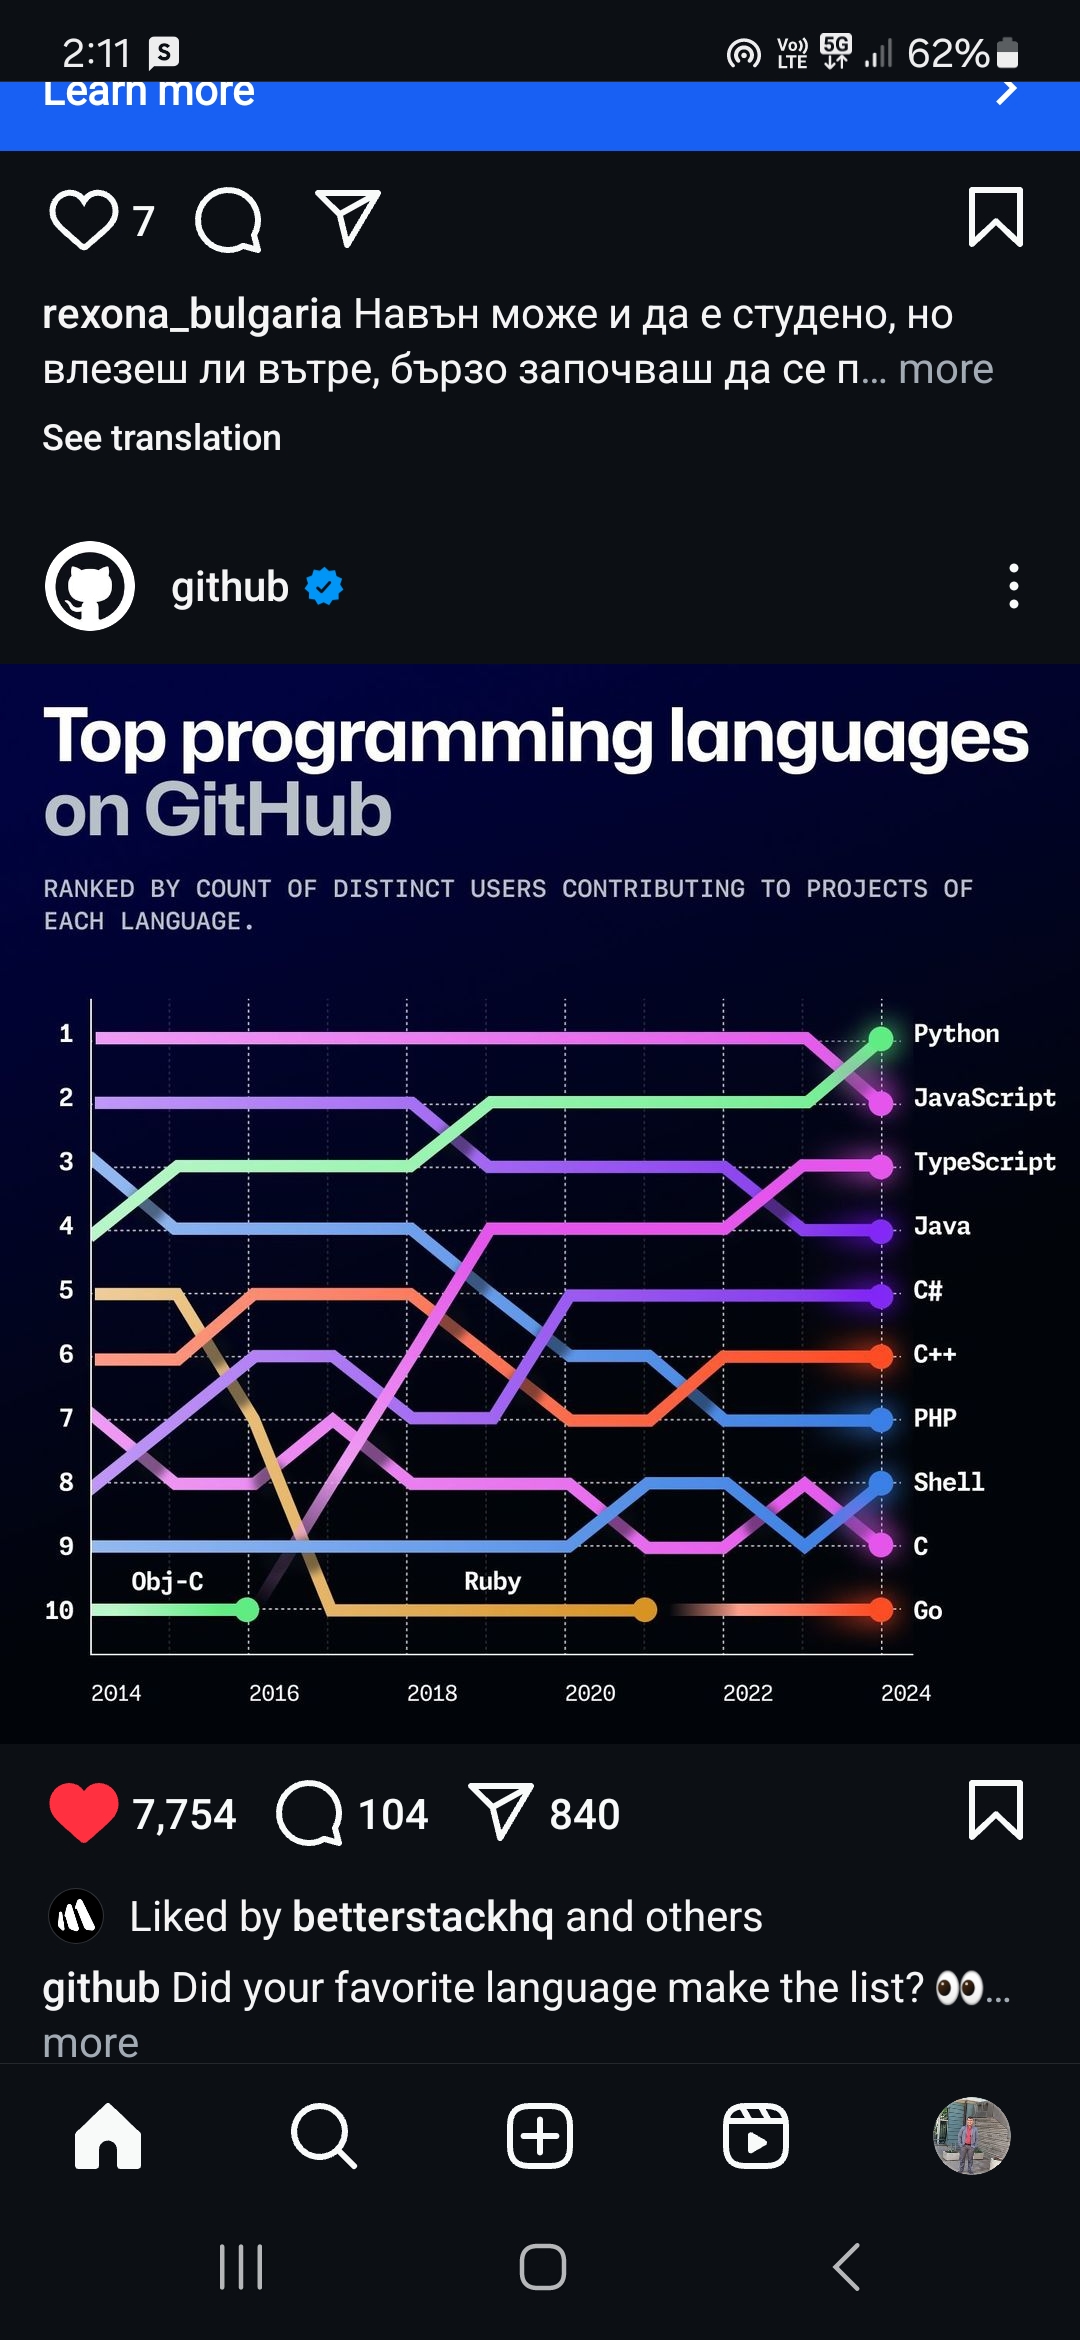 2:11 S Vo)) LTE 5G 62%
Learn more
7
rexona_bulgaria Навън може и да е студено, но
влезеш ли вътре, бързо започваш да се п... more
See translation
github
Top programming languages
on GitHub
RANKED BY COUNT OF DISTINCT USERS CONTRIBUTING TO PROJECTS OF
EACH LANGUAGE.
1 Python
2 JavaScript
3 TypeScript
4 Java
5 C#
6 C++
7 PHP
8 Shell
9 C
Obj-C Ruby
10 Go
2014 2016 2018 2020 2022 2024
7,754 104 840
Liked by betterstackhq and others
github Did your favorite language make the list? 👀...
more